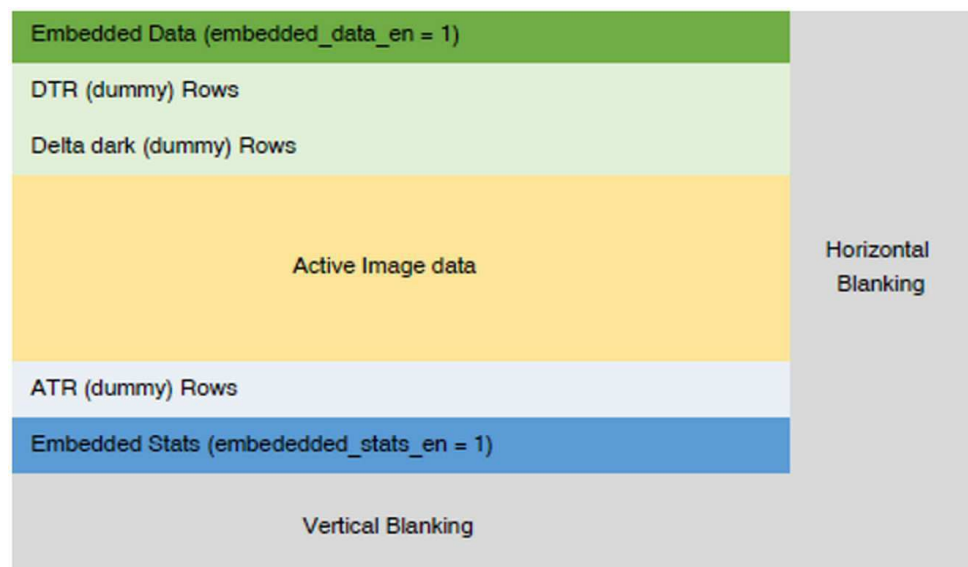 Embedded Data (embedded_data_en = 1)
DTR (dummy) Rows
Delta dark (dummy) Rows
Active Image data
Horizontal
Blanking
ATR (dummy) Rows
Embedded Stats (embededded_stats_en = 1)
Vertical Blanking